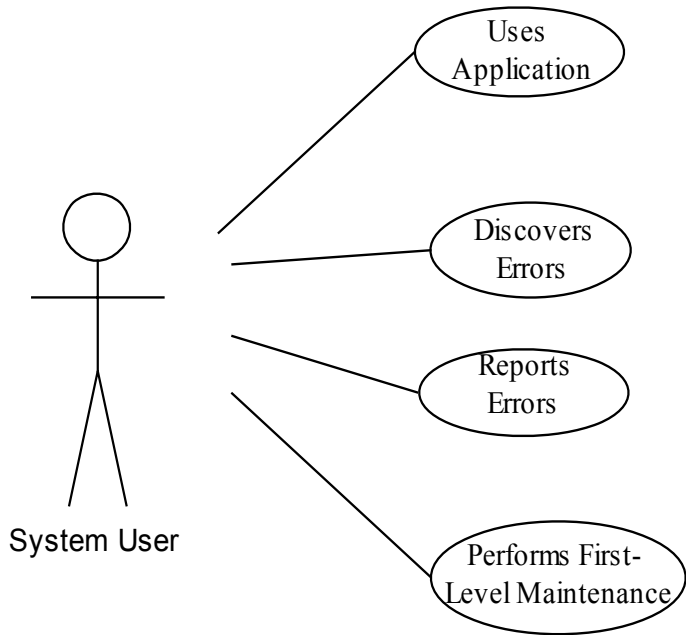 Uses
Application
Discovers
Errors
Reports
Errors
System User
Performs First-
Level Maintenance